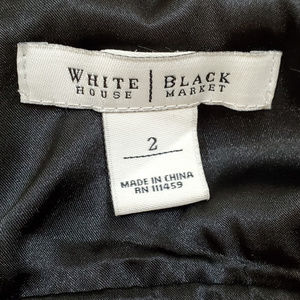 WHITE | BLACK
HOUSE | MARKET
2
MADE IN CHINA
RN 111459